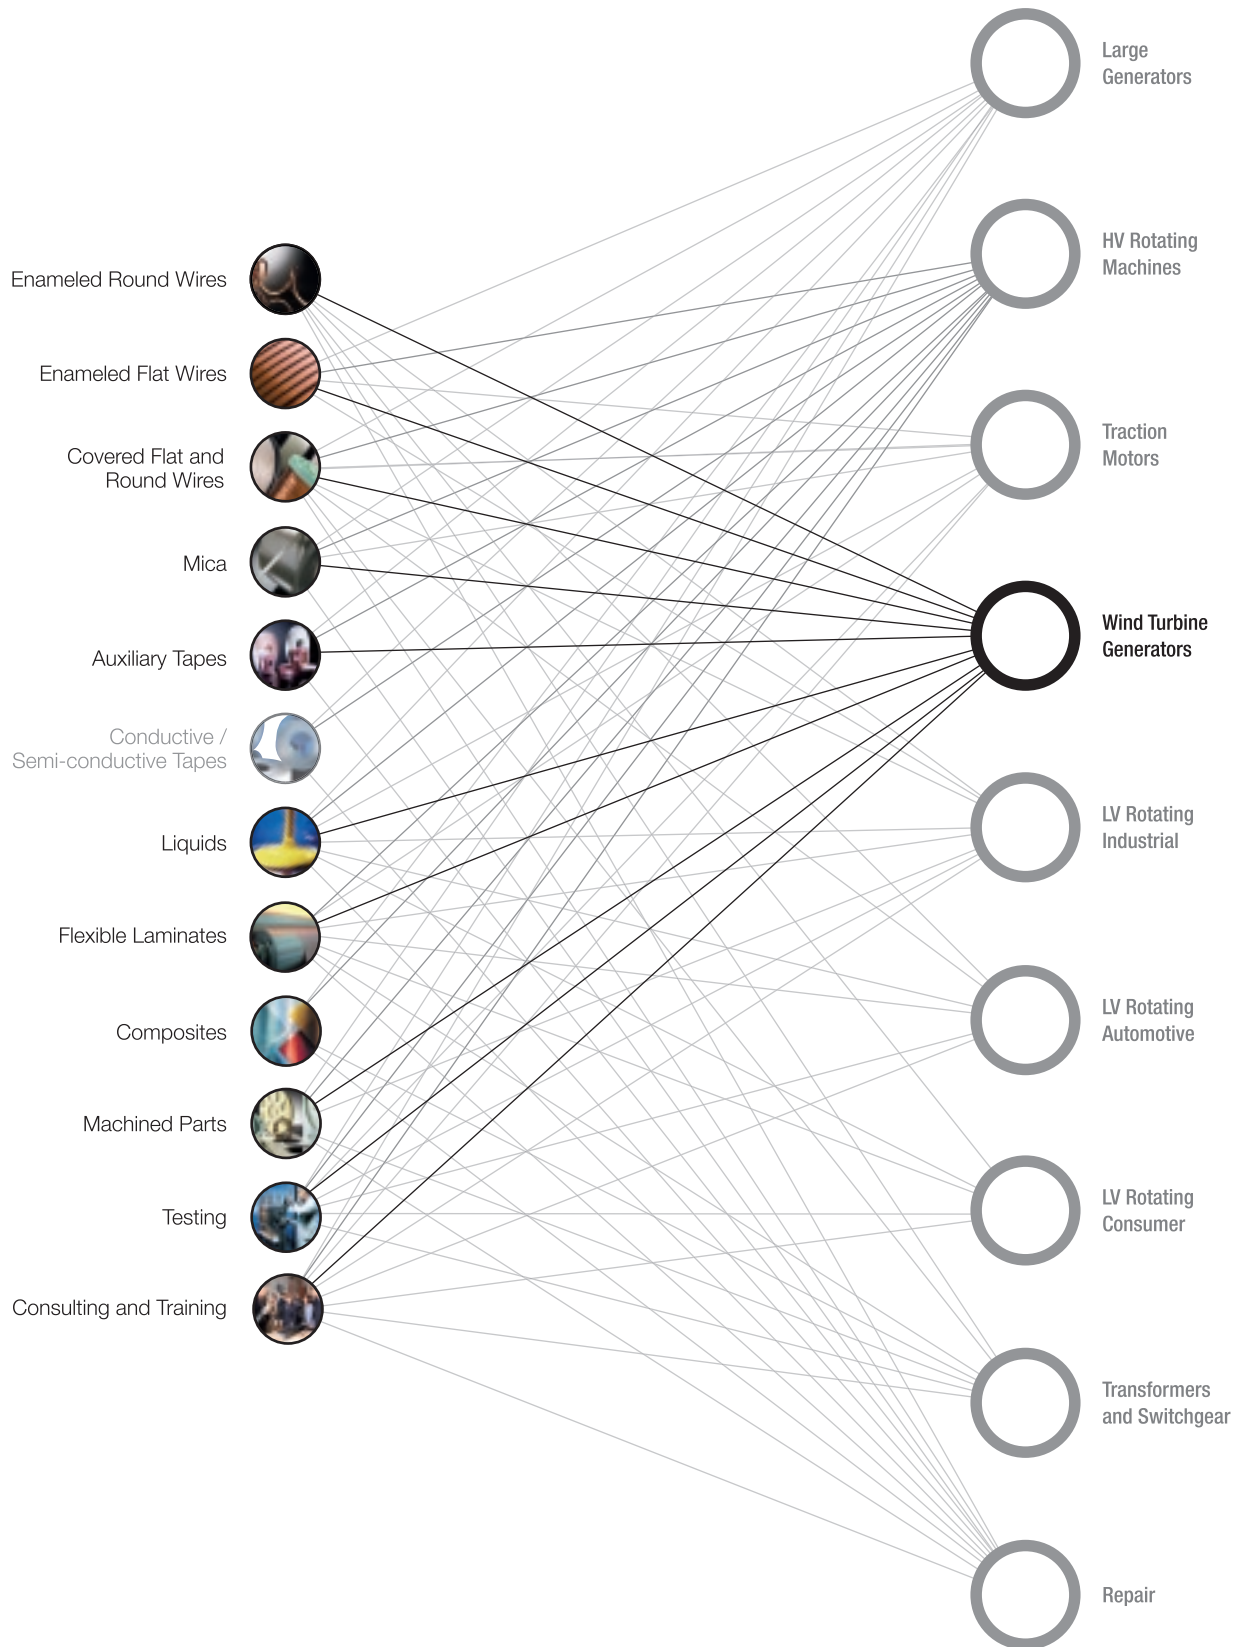 Large
Generators
HV Rotating
Machines
Enameled Round Wires
Enameled Flat Wires
Covered Flat and
Round Wires
Traction
Motors
Mica
Auxiliary Tapes
Wind Turbine
Generators
Conductive /
Semi-conductive Tapes
Liquids
LV Rotating
Industrial
Flexible Laminates
Composites
LV Rotating
Automotive
Machined Parts
Testing
LV Rotating
Consumer
Consulting and Training
Transformers
and Switchgear
Repair